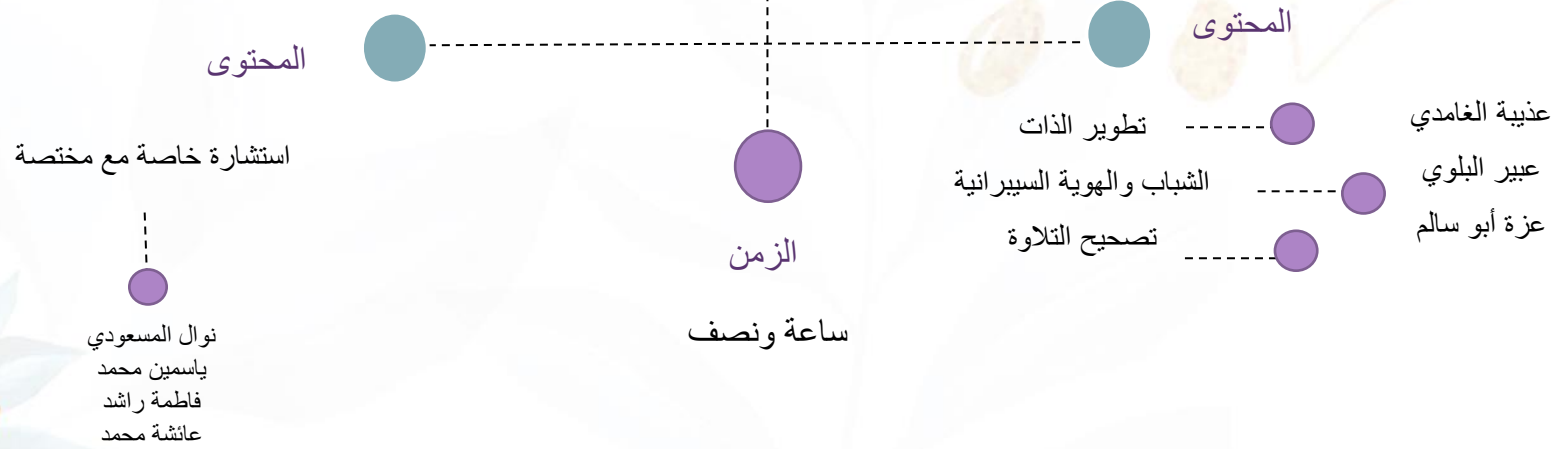 المحتوى
المحتوى
عذيبة الغامدي
تطوير الذات
عبير البلوي
الشباب والهوية السيبرانية
عزة أبو سالم
تصحيح التلاوة
الزمن
ساعة ونصف
استشارة خاصة مع مختصة
نوال المسعودي
ياسمين محمد
فاطمة راشد
عائشة محمد